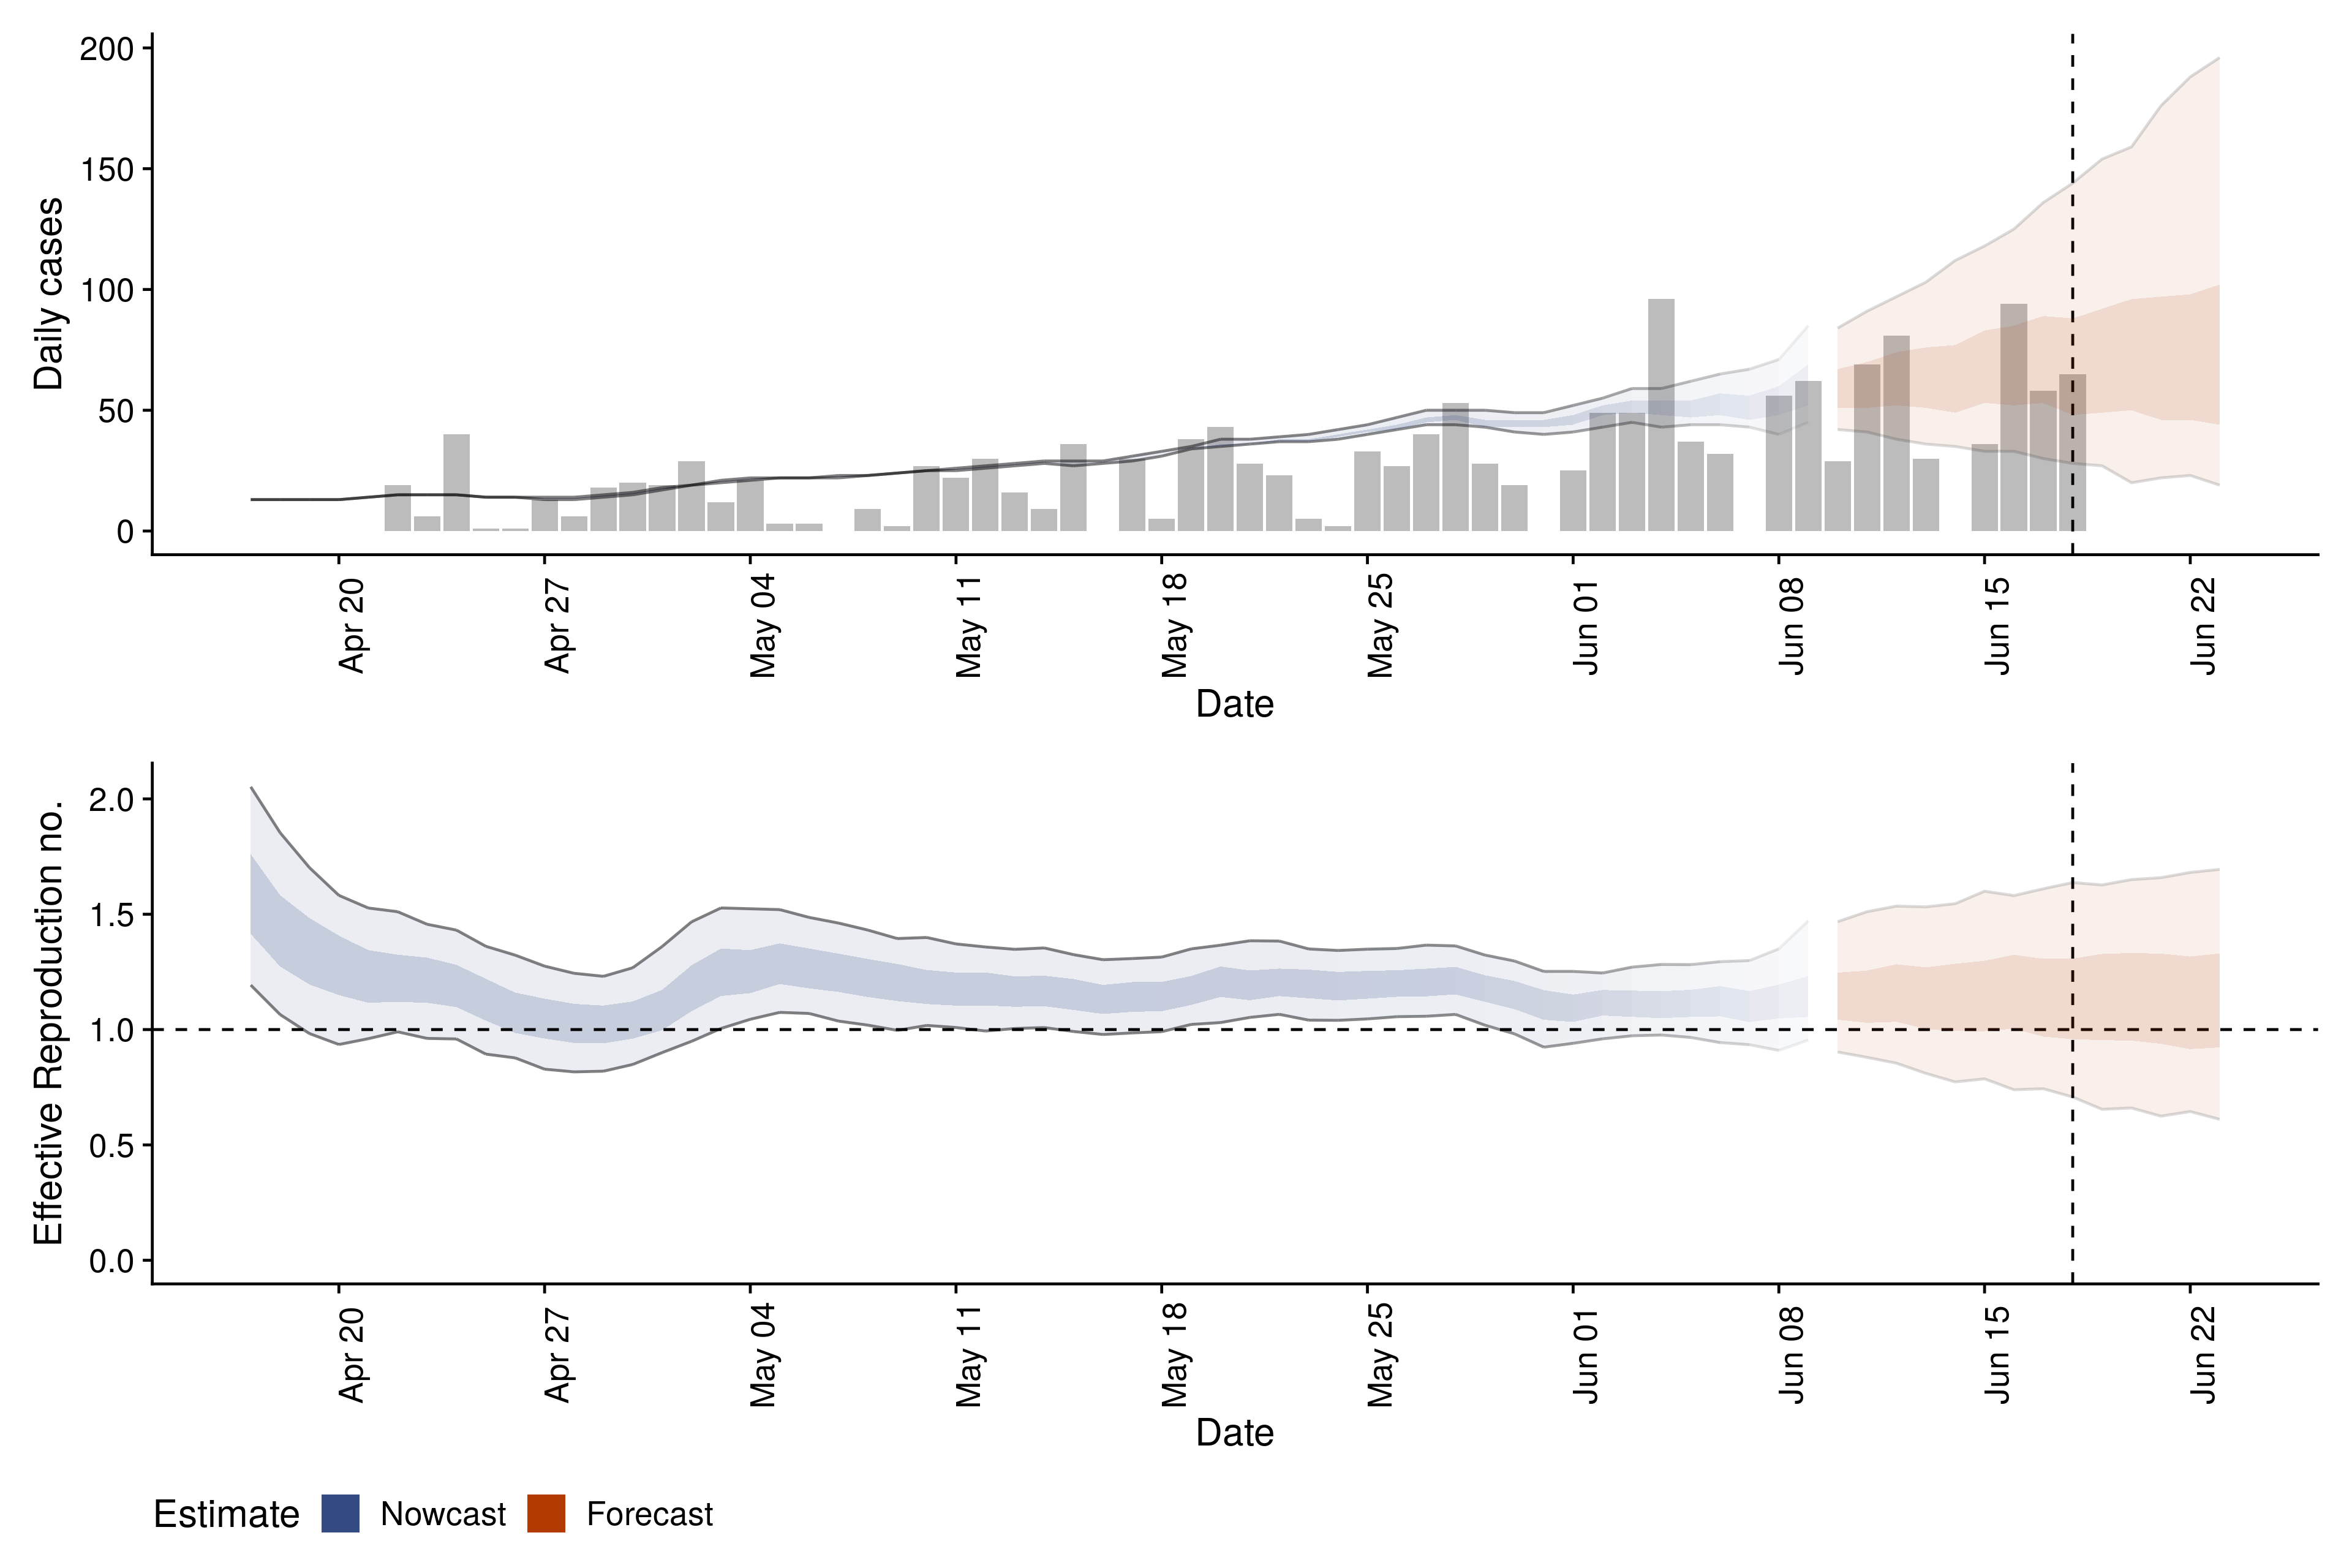 Daily cases
200
150
100
50
0
Apr 20
Apr 27
May 04
May 11
May 18
May 25
Jun 01
Jun 08
Jun 15
Jun 22
Date
Effective Reproduction no.
2.0
1.5
1.0
0.5
0.0
Apr 20
Apr 27
May 04
May 11
May 18
May 25
Jun 01
Jun 08
Jun 15
Jun 22
Date
Estimate Nowcast Forecast